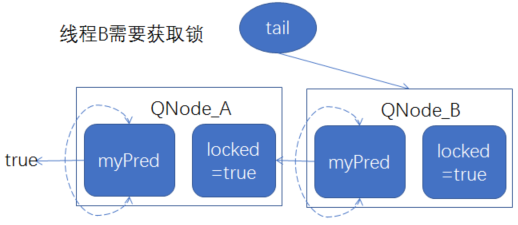 线程B需要获取锁
tail
QNode_A
QNode_B
true
myPred
locked
=true
myPred
locked
=true